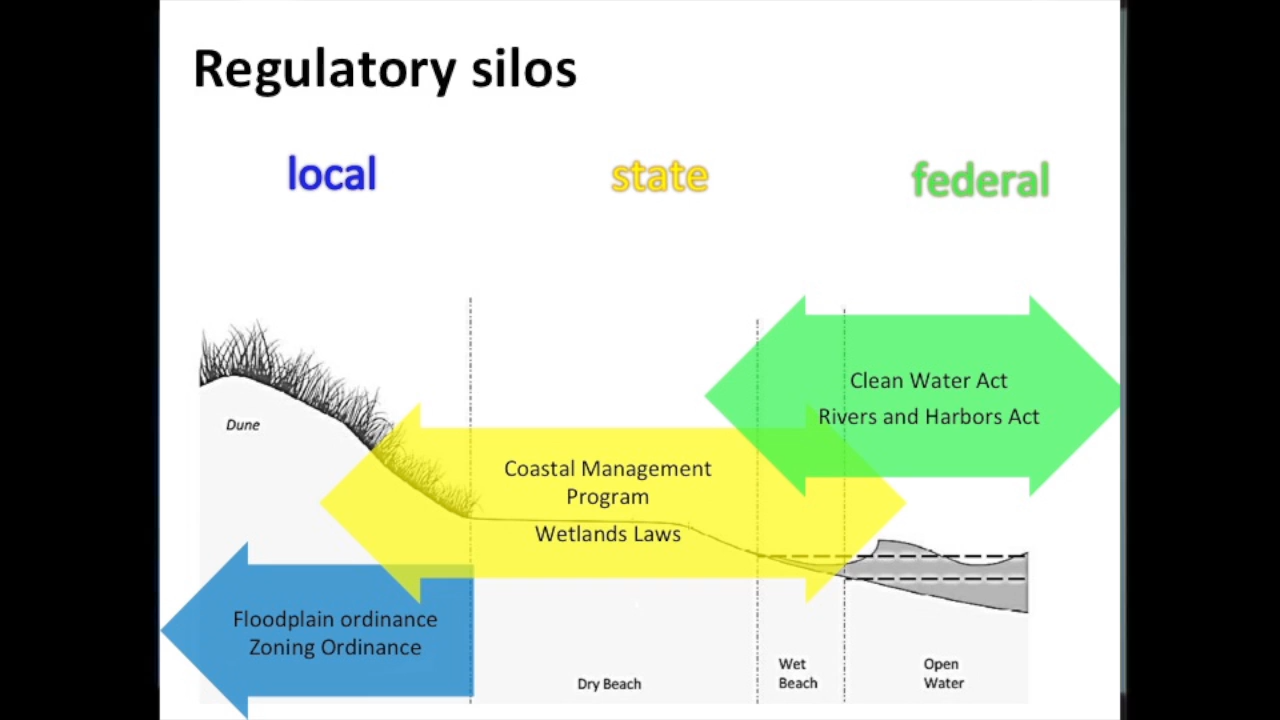 Regulatory silos
local
state
federal
Clean Water Act
Rivers and Harbors Act
Dune
Coastal Management
Program
Wetlands Laws
Floodplain ordinance
Zoning Ordinance
Dry Beach
Wet
Beach
Open
Water